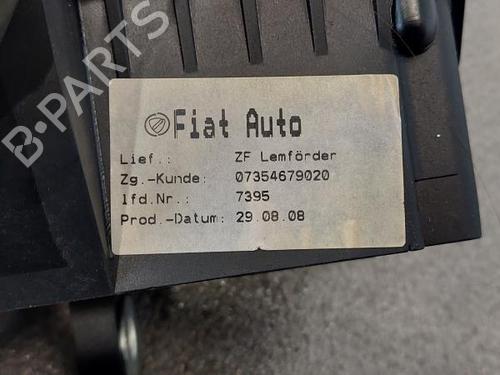 B-PARTS
Fiat Auto
Lief.: ZF Lemförder
Zg.-Kunde: 07354679020
lfd.Nr.: 7395
Prod.-Datum: 29.08.08